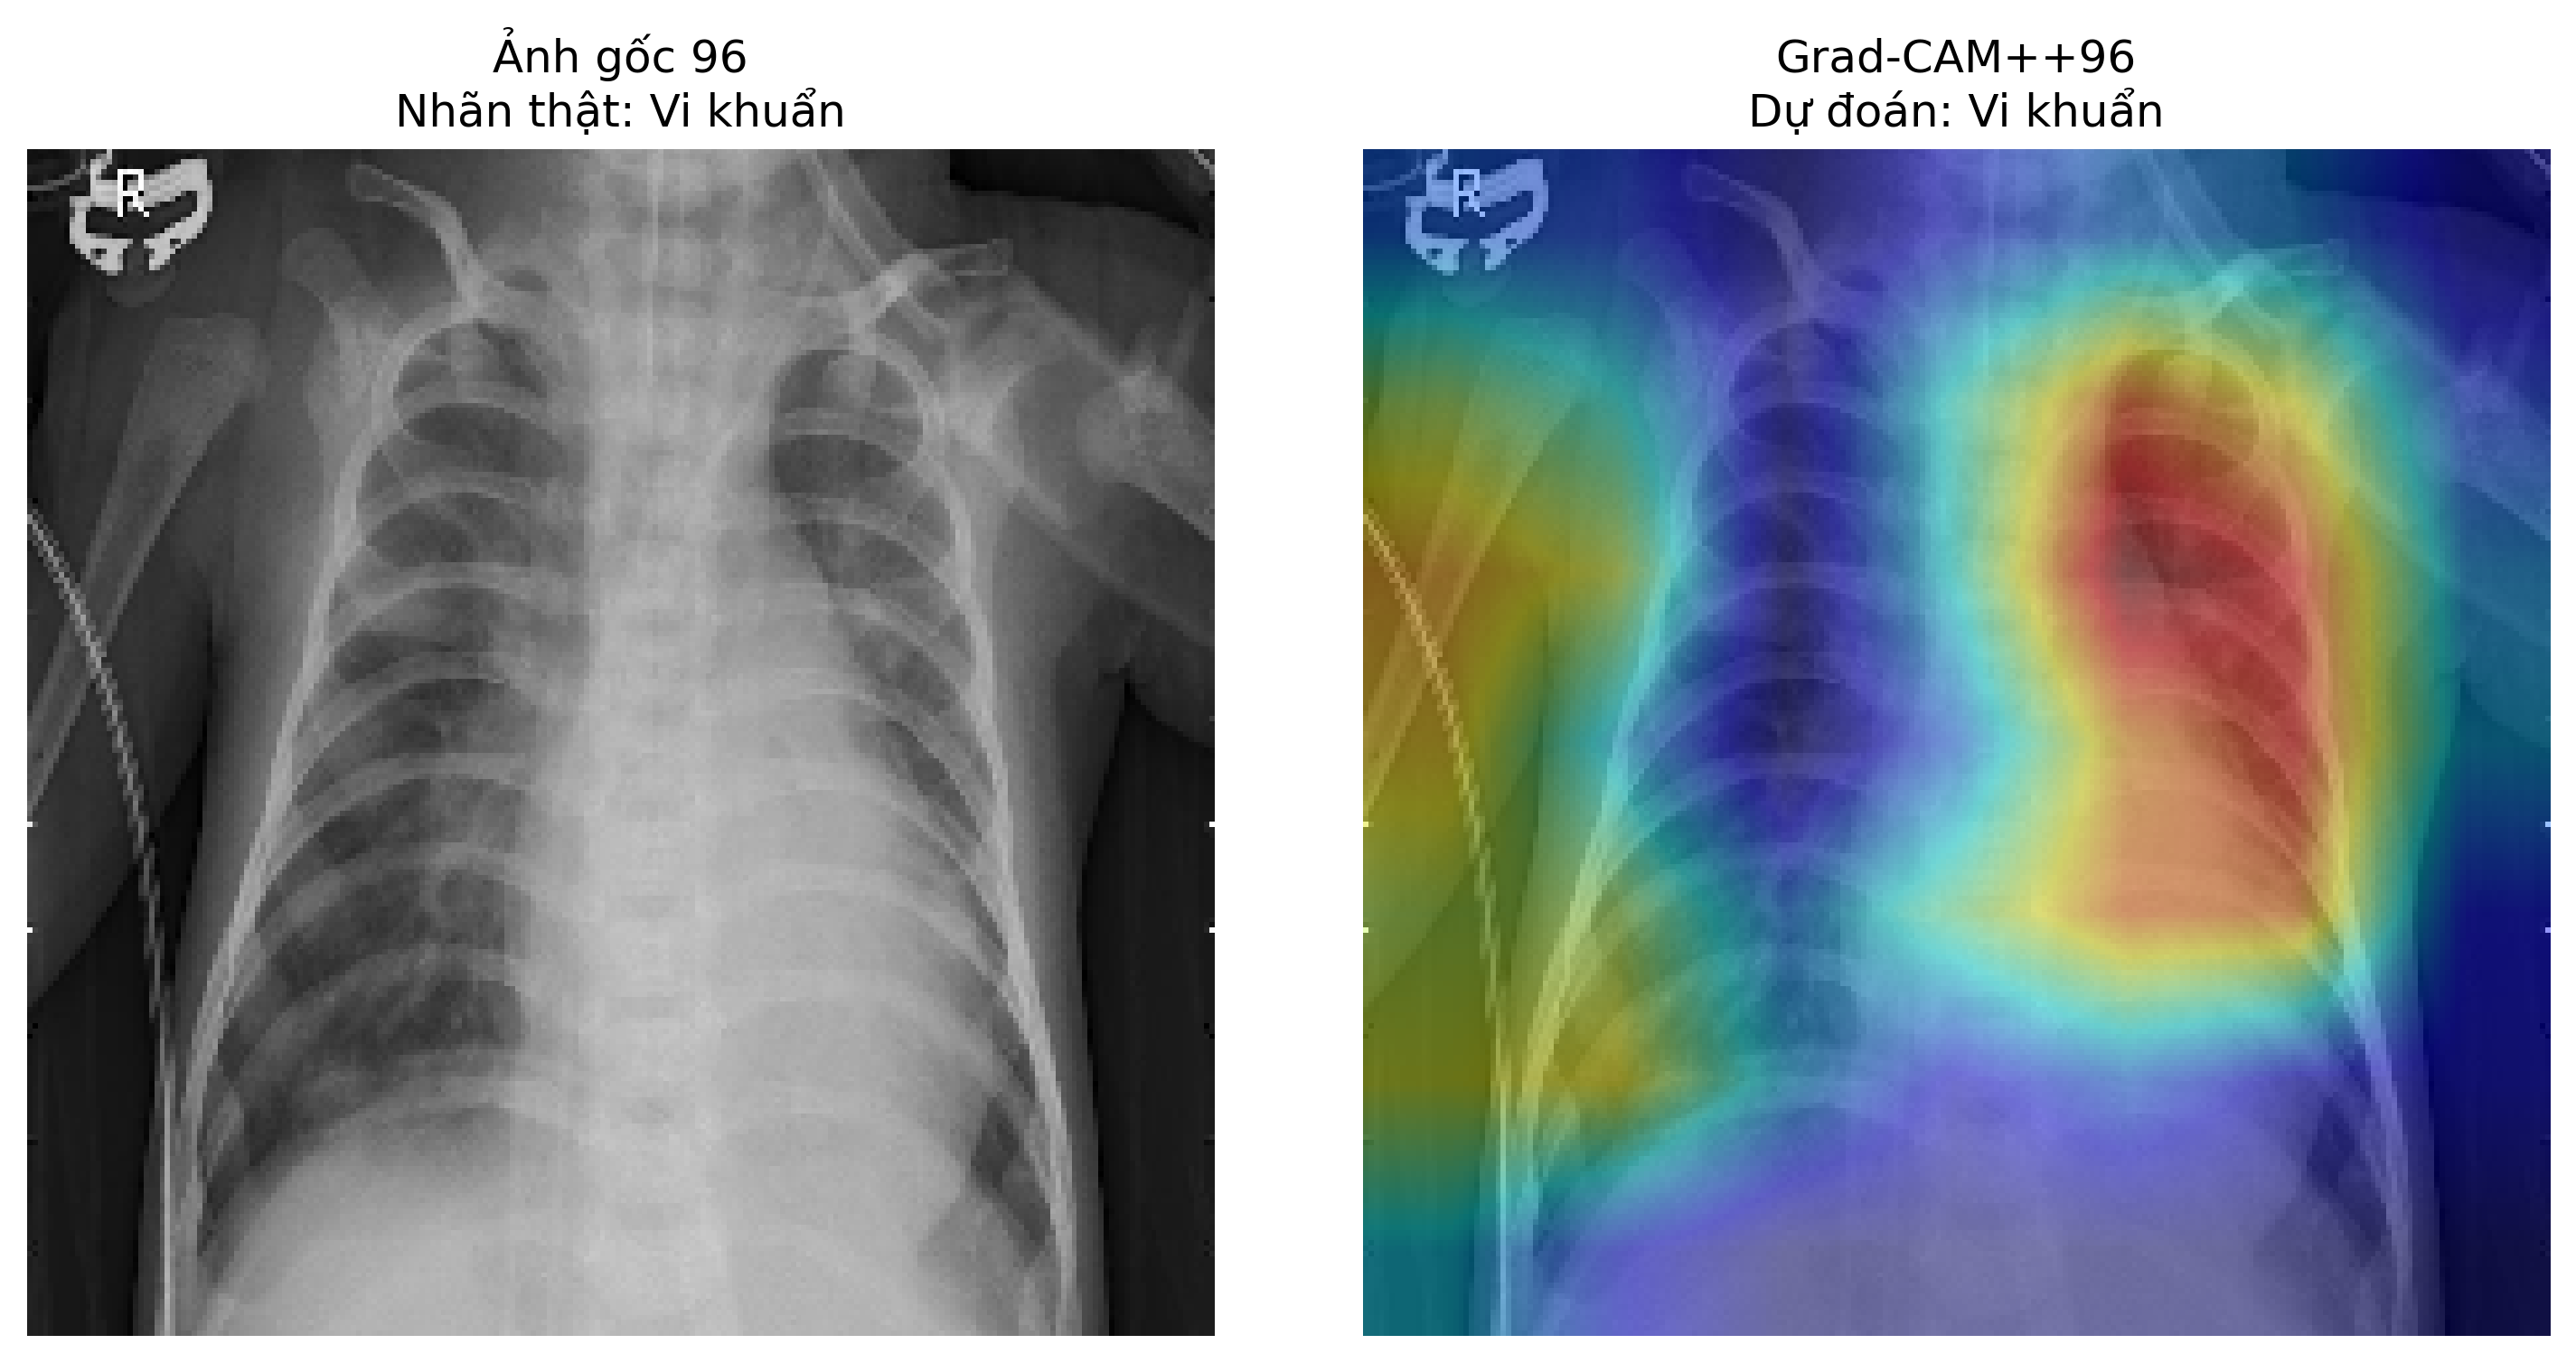 Ảnh gốc 96
Nhãn thật: Vi khuẩn
Grad-CAM++96
Dự đoán: Vi khuẩn
R
R